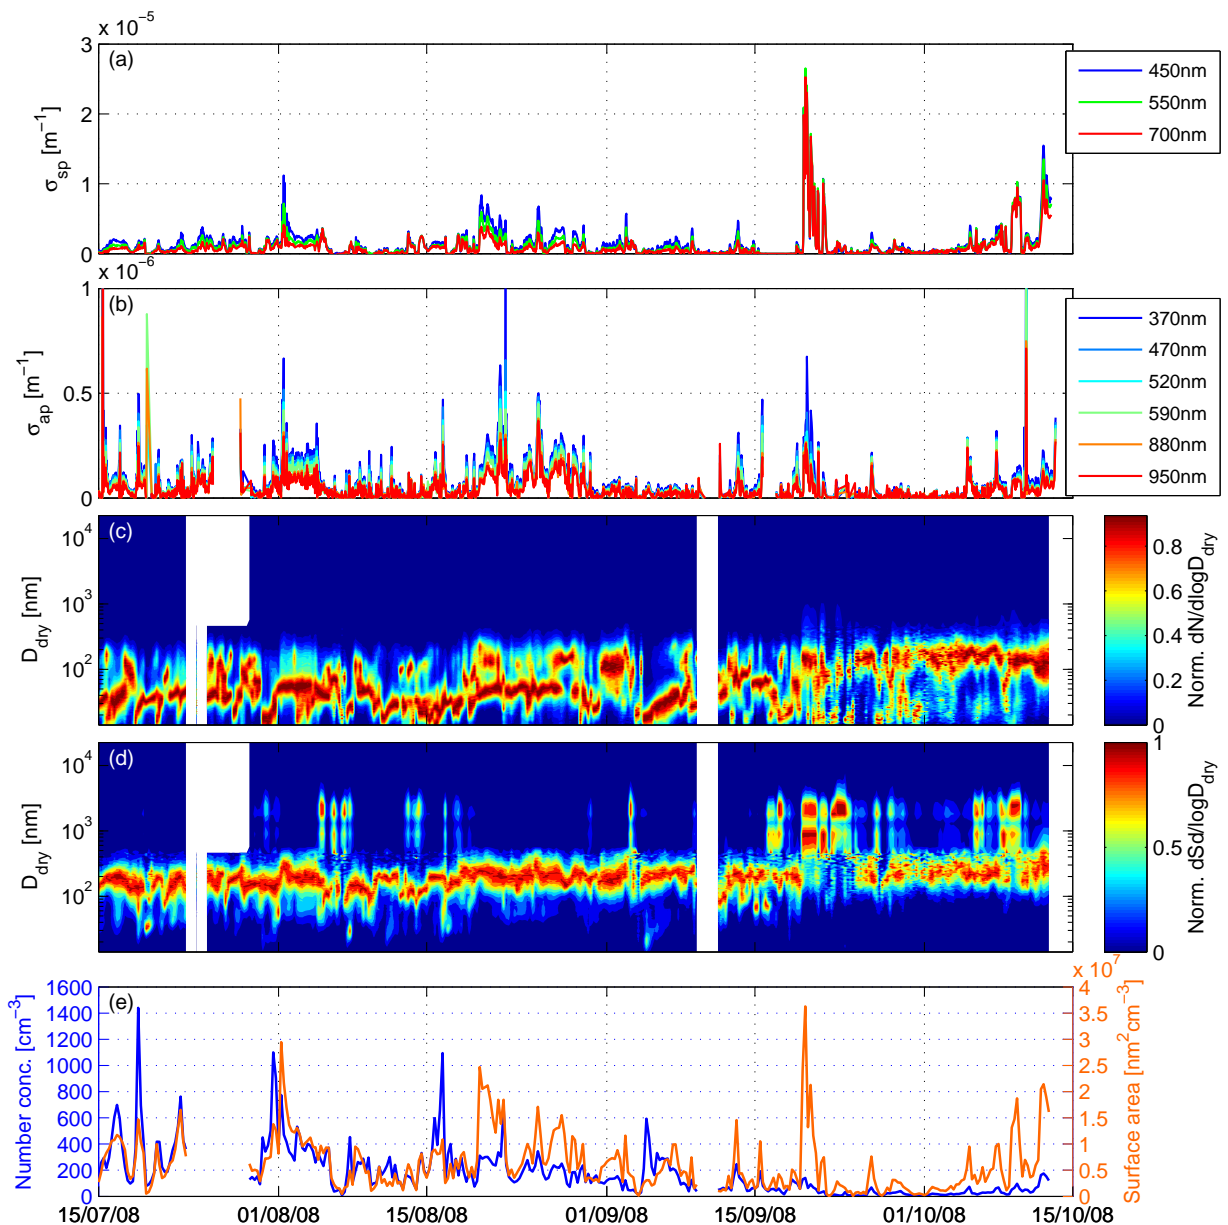 x 10⁻⁵
3
2
1
0
σsp [m⁻¹]
(a)
450nm
550nm
700nm
x 10⁻⁶
1
0.5
0
σap [m⁻¹]
(b)
370nm
470nm
520nm
590nm
880nm
950nm
10⁴
10³
10²
Ddry [nm]
(c)
0.8
0.6
0.4
0.2
0
Norm. dN/dlogDdry
10⁴
10³
10²
Ddry [nm]
(d)
1
0.5
0
Norm. dSd/logDdry
1600
1400
1200
1000
800
600
400
200
0
Number conc. [cm⁻³]
(e)
x 10⁷
4
3.5
3
2.5
2
1.5
1
0.5
0
Surface area [nm²cm⁻³]
15/07/08 01/08/08 15/08/08 01/09/08 15/09/08 01/10/08 15/10/08